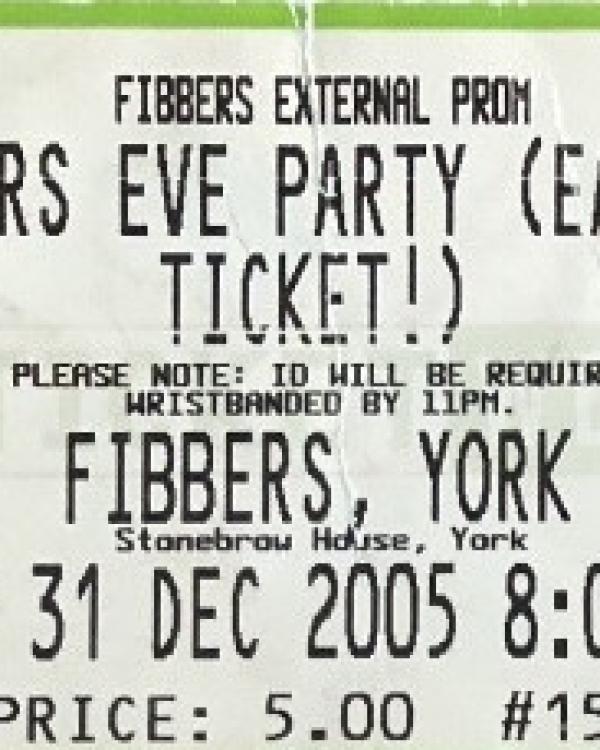 FIBBERS EXTERNAL PROM
RS EVE PARTY (EA
TICKET!)
PLEASE NOTE: ID WILL BE REQUIR
WRISTBANDED BY 11PM.
FIBBERS, YORK
Stonebow House, York
31 DEC 2005 8:0
PRICE: 5.00 #15